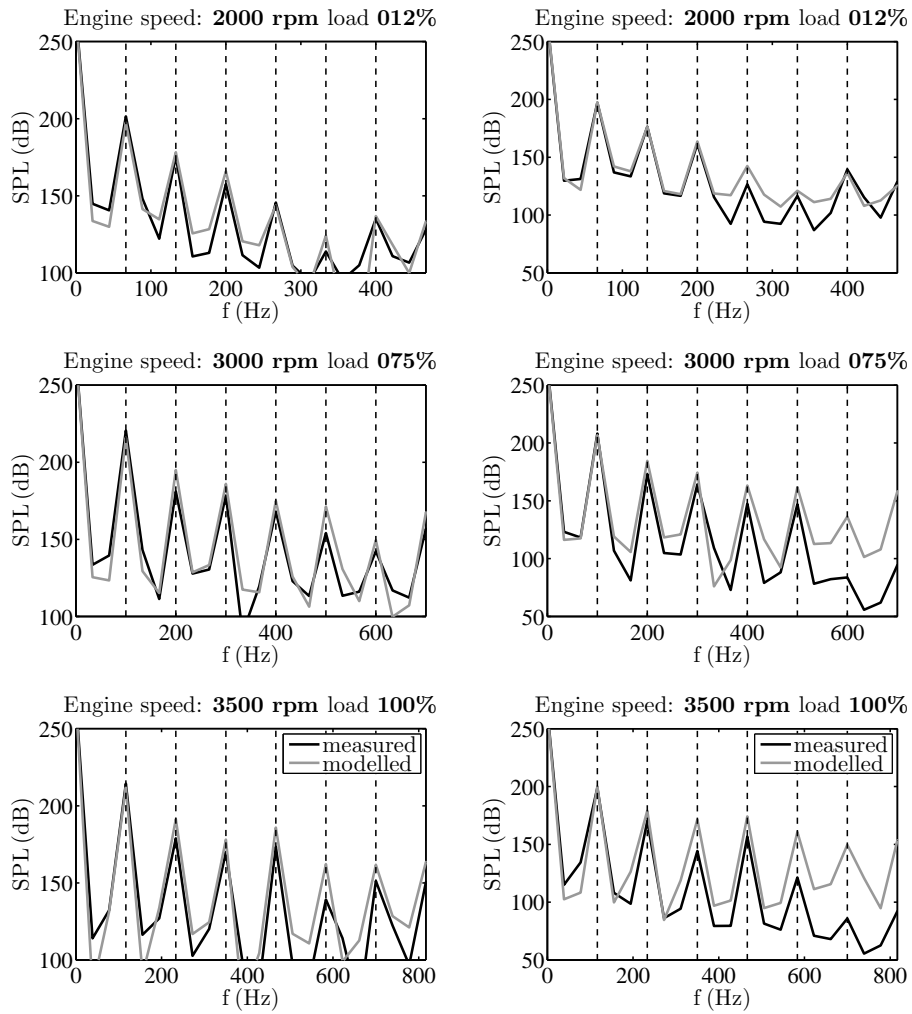 Engine speed: 2000 rpm load 012%
250
200
150
100
SPL (dB)
0 100 200 300 400
f (Hz)
Engine speed: 2000 rpm load 012%
250
200
150
100
50
SPL (dB)
0 100 200 300 400
f (Hz)
Engine speed: 3000 rpm load 075%
250
200
150
100
SPL (dB)
0 200 400 600
f (Hz)
Engine speed: 3000 rpm load 075%
250
200
150
100
50
SPL (dB)
0 200 400 600
f (Hz)
Engine speed: 3500 rpm load 100%
250
200
150
100
SPL (dB)
measured
modelled
0 200 400 600 800
f (Hz)
Engine speed: 3500 rpm load 100%
250
200
150
100
50
SPL (dB)
measured
modelled
0 200 400 600 800
f (Hz)